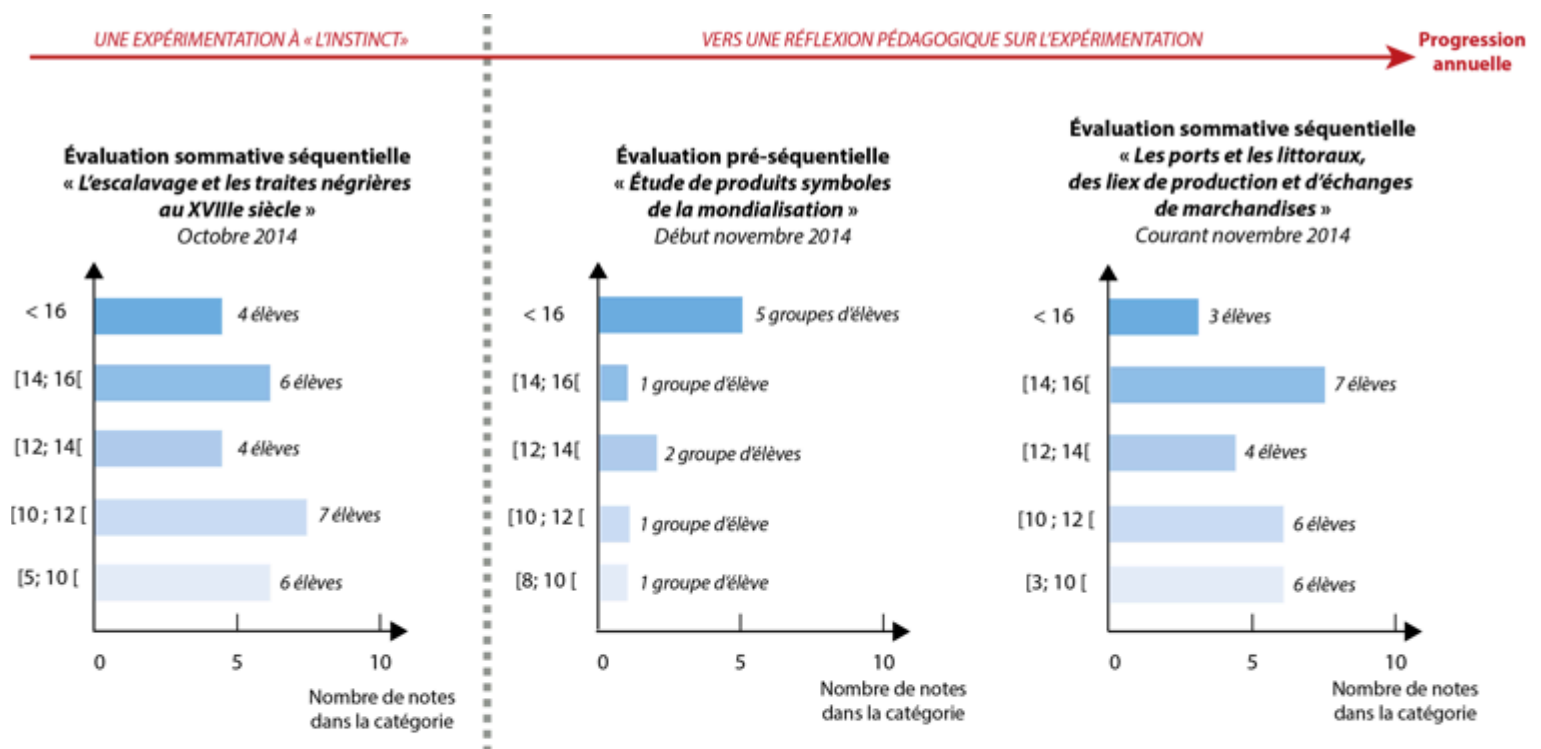 UNE EXPÉRIMENTATION À « L'INSTINCT»
VERS UNE RÉFLEXION PÉDAGOGIQUE SUR L'EXPÉRIMENTATION
Progression
annuelle
Évaluation sommative séquentielle
« L'escalavage et les traites négrières
au XVIIIe siècle »
Octobre 2014
< 16
4 élèves
[14; 16[
6 élèves
[12; 14[
4 élèves
[10 ; 12 [
7 élèves
[5; 10 [
6 élèves
0 5 10
Nombre de notes
dans la catégorie
Évaluation pré-séquentielle
« Étude de produits symboles
de la mondialisation »
Début novembre 2014
< 16
5 groupes d'élèves
[14; 16[
1 groupe d'élève
[12; 14[
2 groupe d'élèves
[10 ; 12 [
1 groupe d'élève
[8; 10 [
1 groupe d'élève
0 5 10
Nombre de notes
dans la catégorie
Évaluation sommative séquentielle
« Les ports et les littoraux,
des liex de production et d'échanges
de marchandises »
Courant novembre 2014
< 16
3 élèves
[14; 16[
7 élèves
[12; 14[
4 élèves
[10 ; 12 [
6 élèves
[3; 10 [
6 élèves
0 5 10
Nombre de notes
dans la catégorie